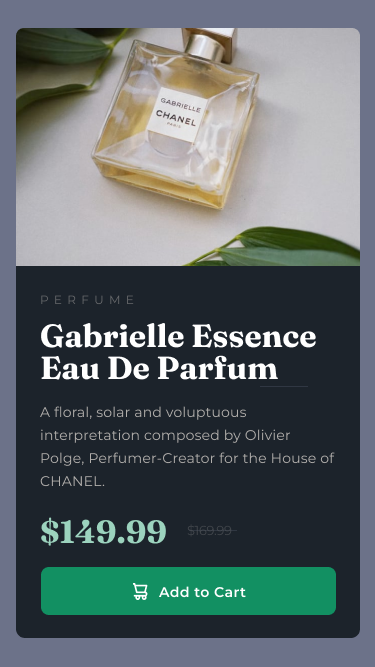 GABRIELLE
CHANEL
PARIS
PERFUME
Gabrielle Essence
Eau De Parfum
A floral, solar and voluptuous
interpretation composed by Olivier
Polge, Perfumer-Creator for the House of
CHANEL.
$149.99 $169.99
Add to Cart